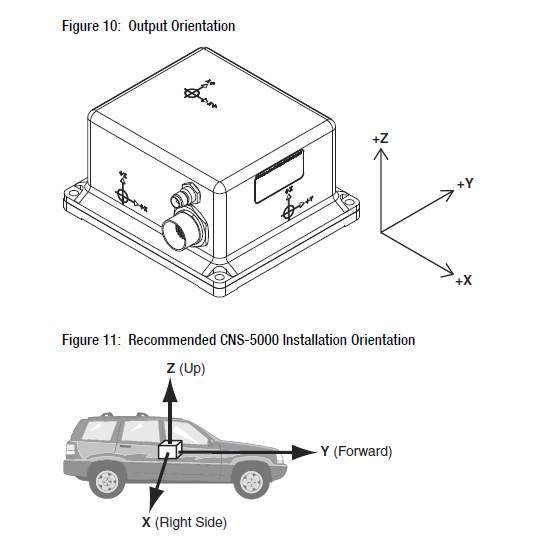 Figure 10: Output Orientation
+Z
+Y
+X
+Z
+X
+Z
+Y
Figure 11: Recommended CNS-5000 Installation Orientation
Z (Up)
Y (Forward)
X (Right Side)